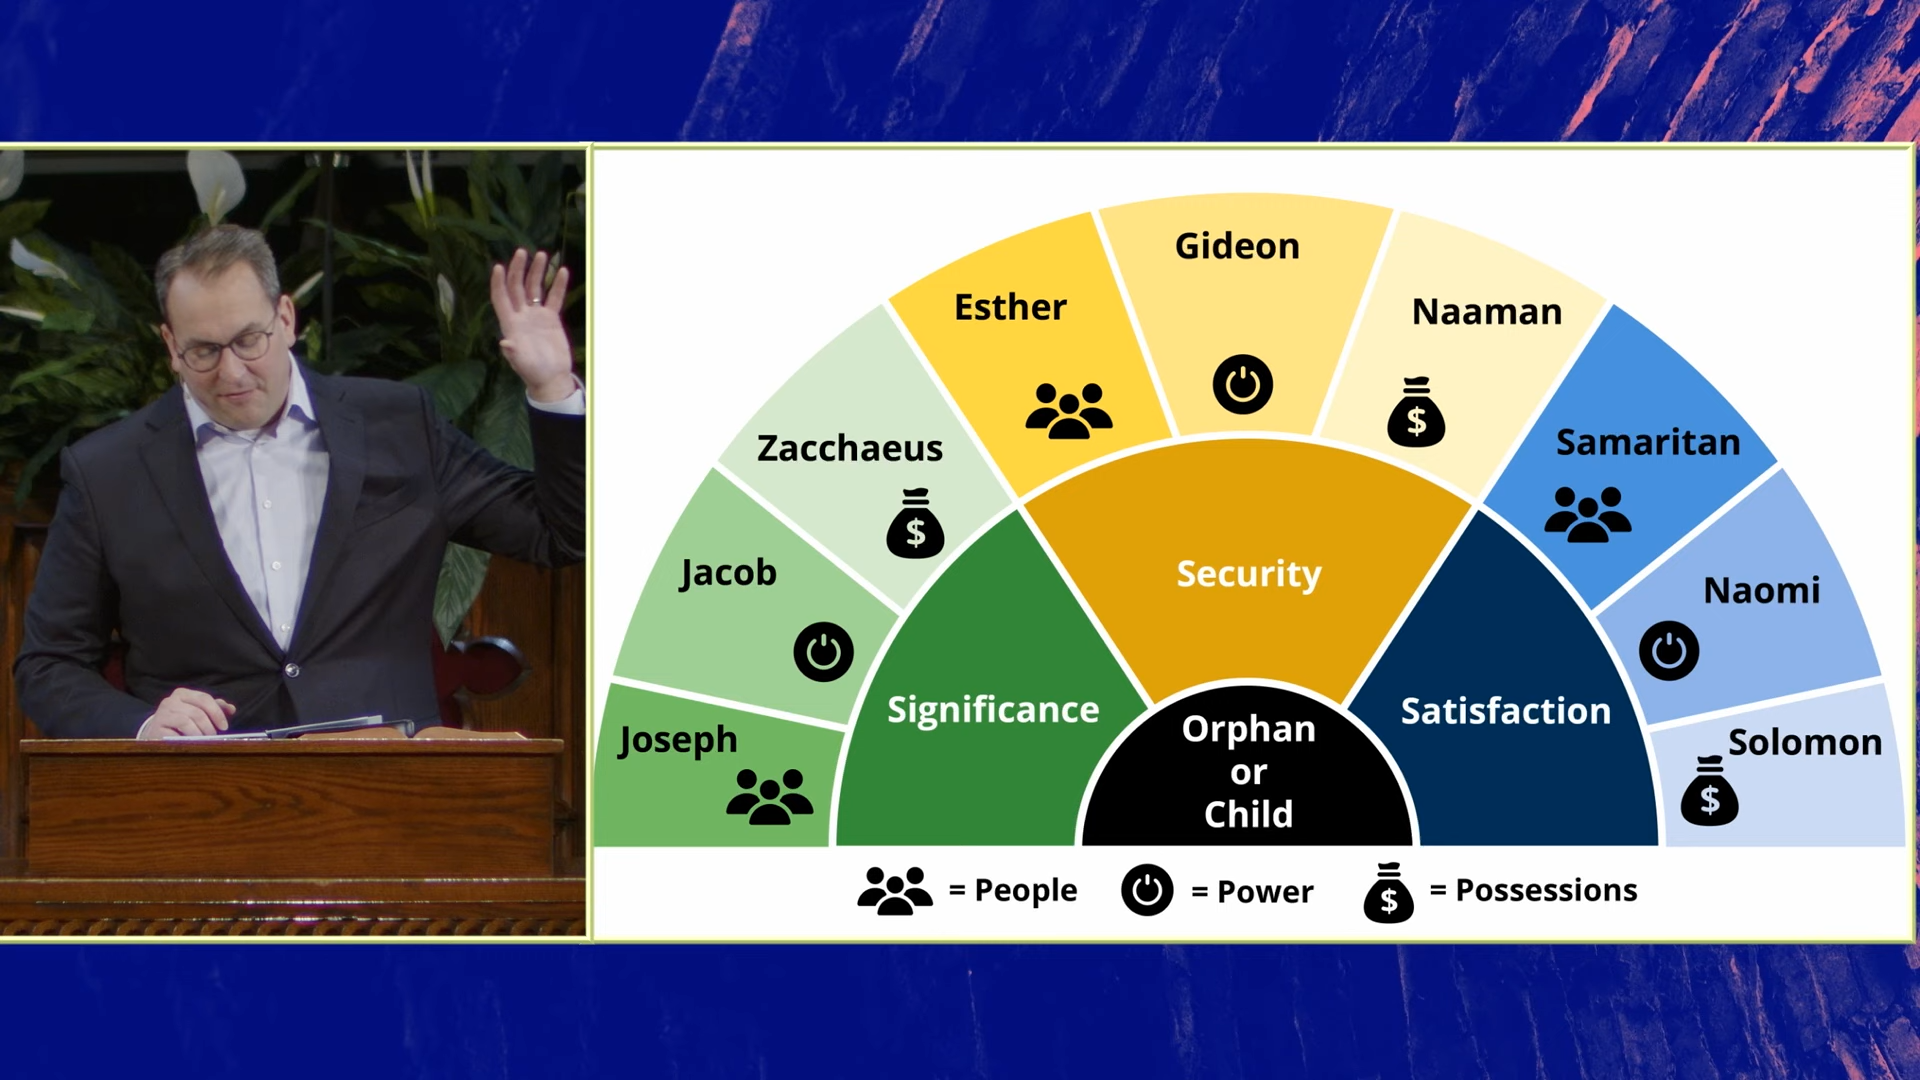 Gideon
Esther
Naaman
Zacchaeus
$
$
Samaritan
$
Jacob
Security
Naomi
Significance
Satisfaction
Joseph
Orphan
or
Child
Solomon
$
= People
= Power
$
= Possessions